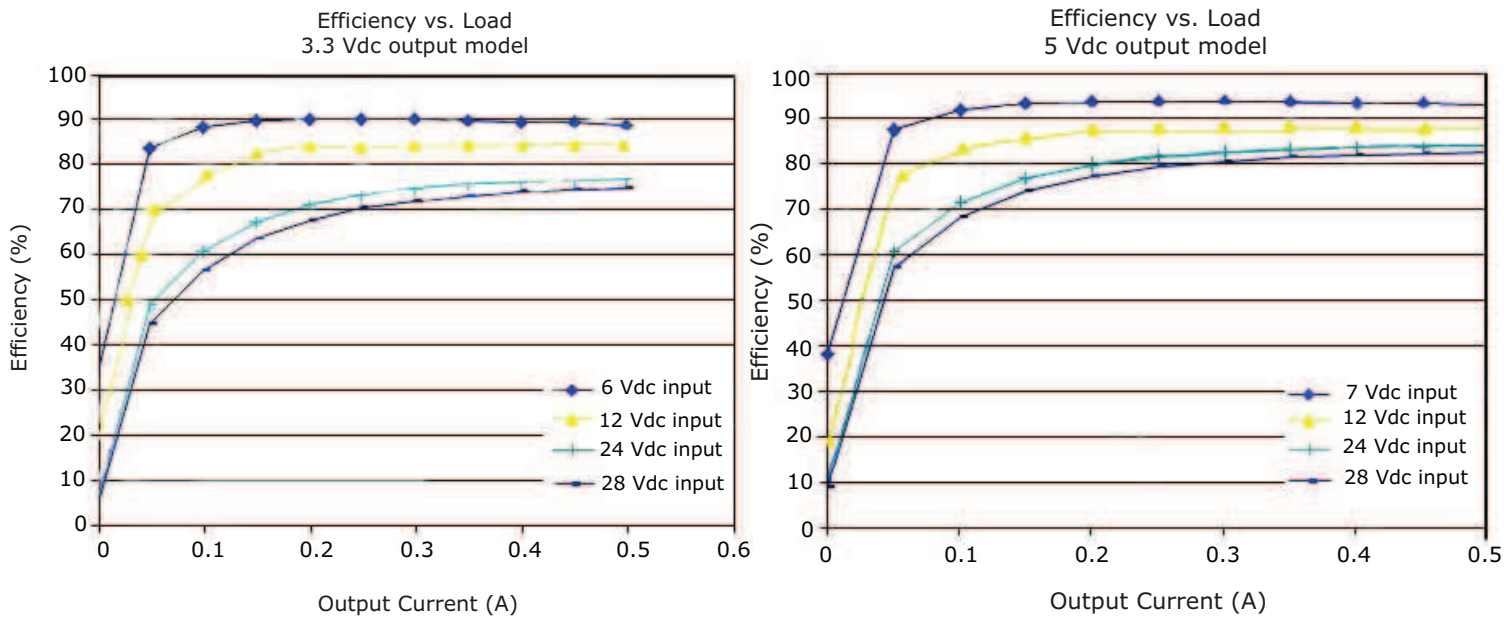 Efficiency vs. Load
3.3 Vdc output model
Efficiency (%)
100
90
80
70
60
50
40
30
20
10
0
0 0.1 0.2 0.3 0.4 0.5 0.6
Output Current (A)
6 Vdc input
12 Vdc input
24 Vdc input
28 Vdc input
Efficiency vs. Load
5 Vdc output model
Efficiency (%)
100
90
80
70
60
50
40
30
20
10
0
0 0.1 0.2 0.3 0.4 0.5
Output Current (A)
7 Vdc input
12 Vdc input
24 Vdc input
28 Vdc input